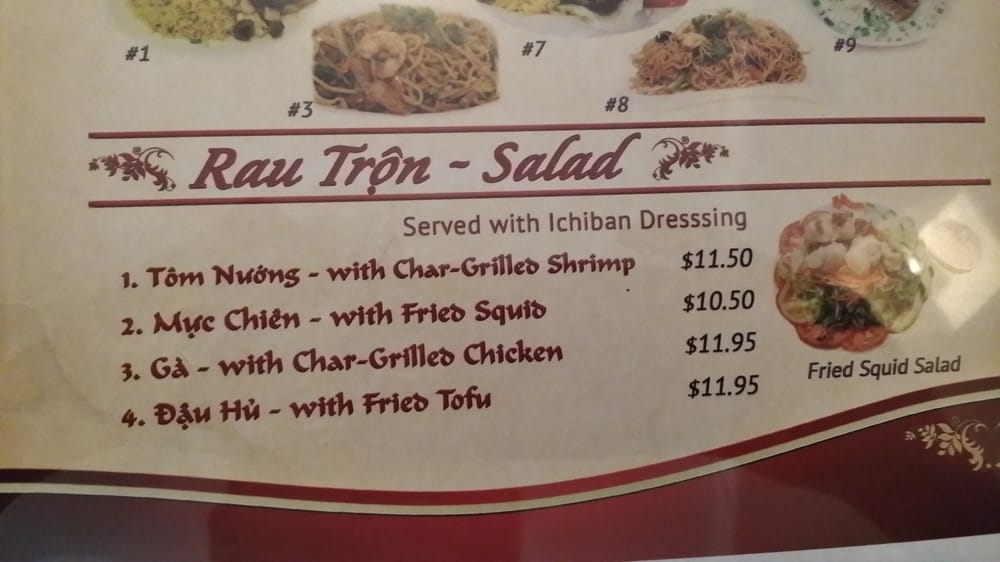 #1
#3
#7
#8
#9
Rau Trộn - Salad
Served with Ichiban Dresssing
1. Tôm Nướng - with Char-Grilled Shrimp $11.50
2. Mực Chiên - with Fried Squid $10.50
3. Gà - with Char-Grilled Chicken $11.95
4. Đậu Hủ - with Fried Tofu $11.95
Fried Squid Salad